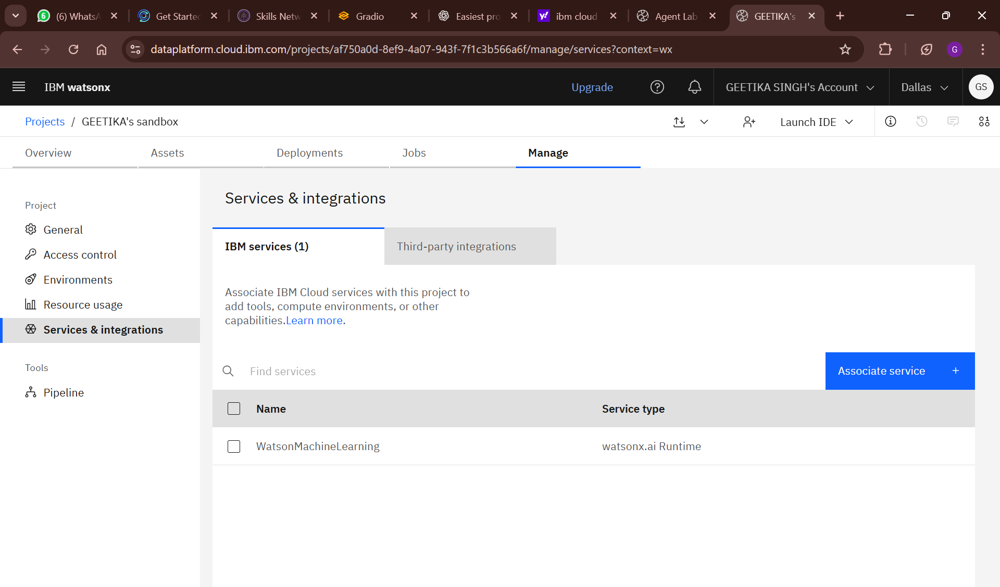 6 (6) WhatsA
Get Starte
Skills Netw
Gradio
Easiest pro
y! ibm cloud
Agent Lab
GEETIKA's
dataplatform.cloud.ibm.com/projects/af750a0d-8ef9-4a07-943f-7f1c3b566a6f/manage/services?context=wx
G
IBM watsonx
Upgrade
GEETIKA SINGH's Account
Dallas
GS
Projects / GEETIKA's sandbox
Launch IDE
Overview
Assets
Deployments
Jobs
Manage
Project
General
Access control
Environments
Resource usage
Services & integrations
Tools
Pipeline
Services & integrations
IBM services (1)
Third-party integrations
Associate IBM Cloud services with this project to
add tools, compute environments, or other
capabilities.Learn more.
Find services
Associate service +
Name
Service type
WatsonMachineLearning
watsonx.ai Runtime